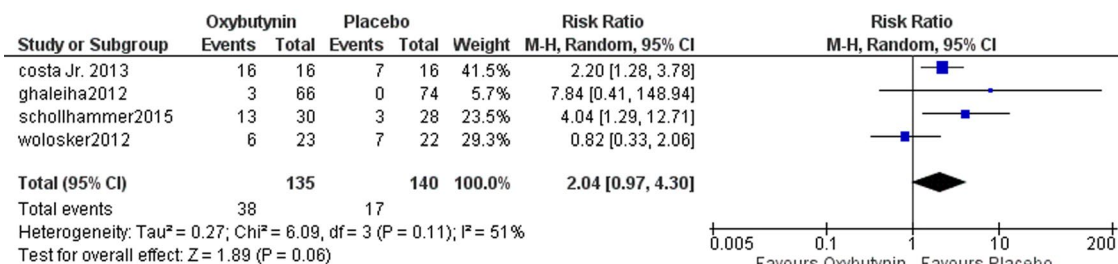 Oxybutynin Placebo Risk Ratio Risk Ratio
Study or Subgroup Events Total Events Total Weight M-H, Random, 95% CI M-H, Random, 95% CI
costa Jr. 2013 16 16 7 16 41.5% 2.20 [1.28, 3.78]
ghaleiha2012 3 66 0 74 5.7% 7.84 [0.41, 148.94]
schollhammer2015 13 30 3 28 23.5% 4.04 [1.29, 12.71]
wolosker2012 6 23 7 22 29.3% 0.82 [0.33, 2.06]
Total (95% CI) 135 140 100.0% 2.04 [0.97, 4.30]
Total events 38 17
Heterogeneity: Tau² = 0.27; Chi² = 6.09, df = 3 (P = 0.11); I² = 51%
Test for overall effect: Z = 1.89 (P = 0.06)
0.005 0.1 1 10 200
Favours Oxybutynin Favours Placebo